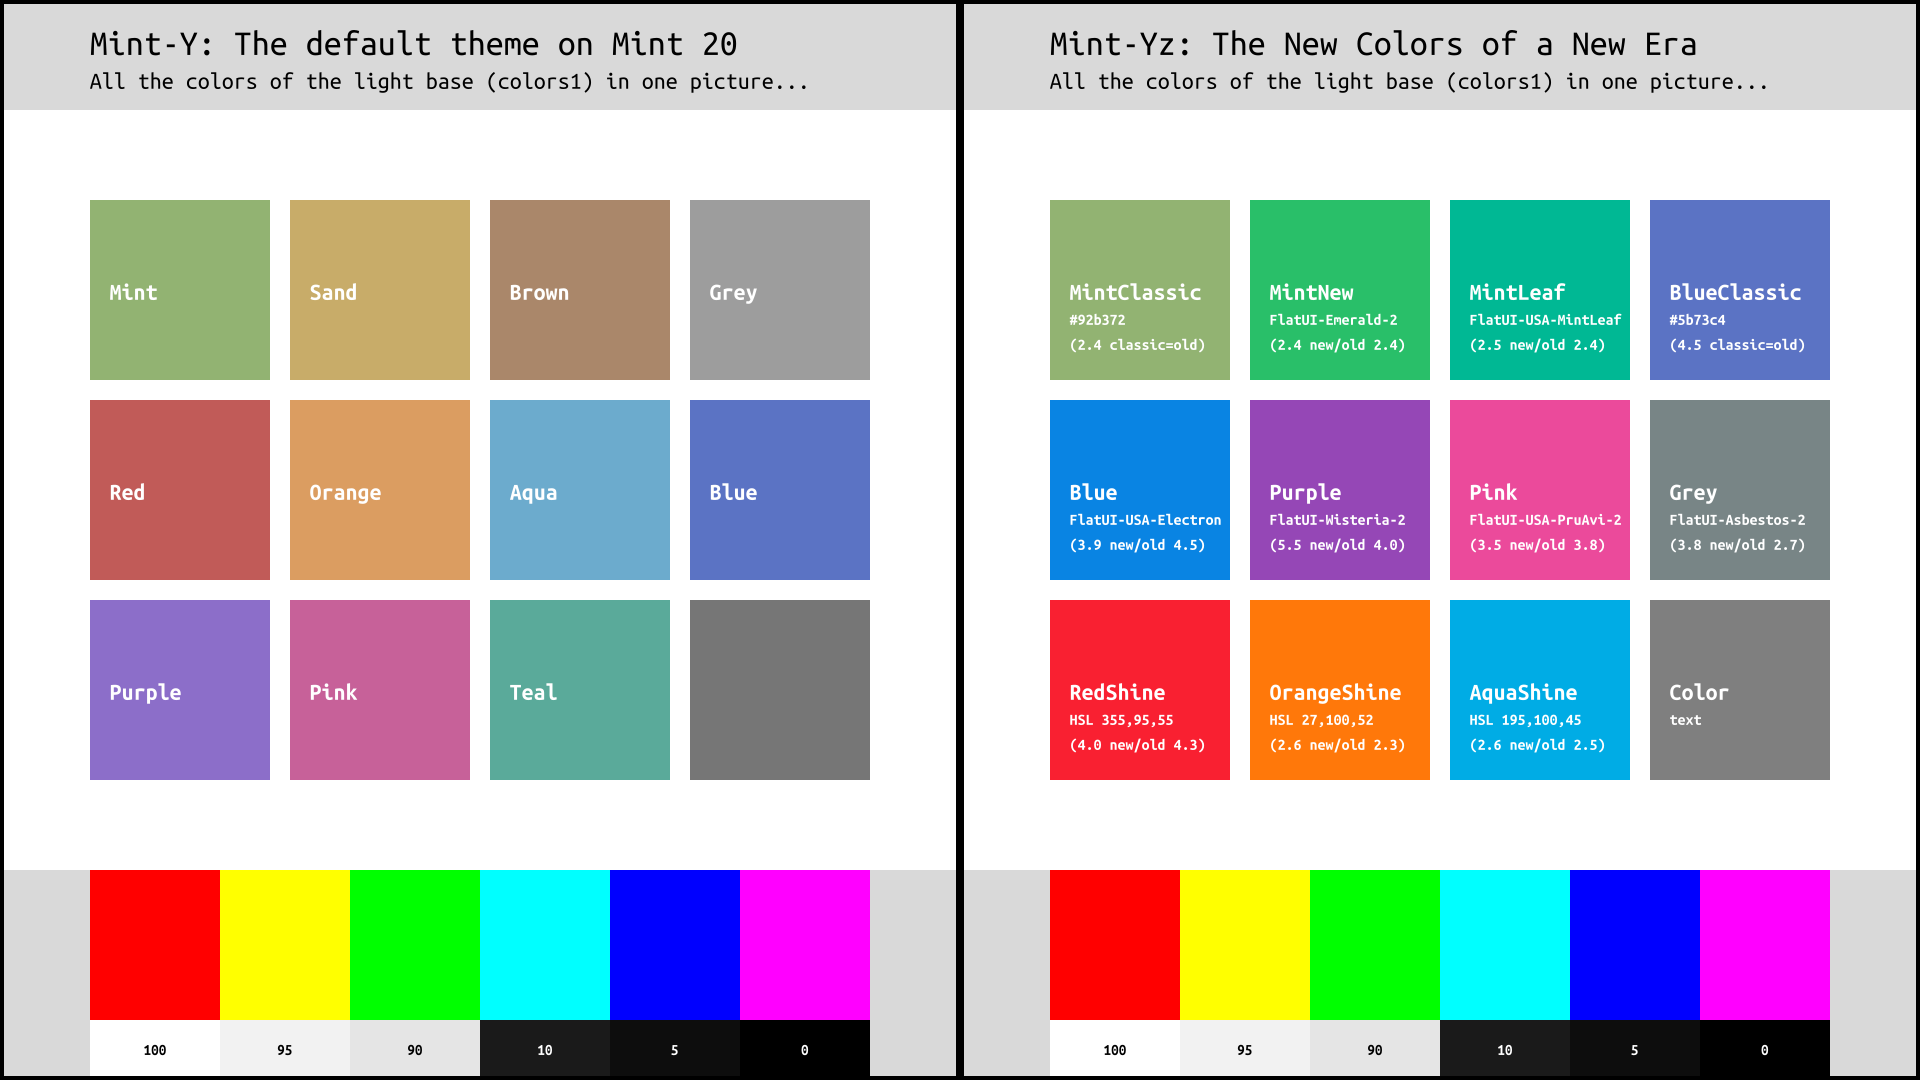 Mint-Y: The default theme on Mint 20
All the colors of the light base (colors1) in one picture...
Mint
Sand
Brown
Grey
Red
Orange
Aqua
Blue
Purple
Pink
Teal
100
95
90
10
5
0
Mint-Yz: The New Colors of a New Era
All the colors of the light base (colors1) in one picture...
MintClassic
#92b372
(2.4 classic=old)
MintNew
FlatUI-Emerald-2
(2.4 new/old 2.4)
MintLeaf
FlatUI-USA-MintLeaf
(2.5 new/old 2.4)
BlueClassic
#5b73c4
(4.5 classic=old)
Blue
FlatUI-USA-Electron
(3.9 new/old 4.5)
Purple
FlatUI-Wisteria-2
(5.5 new/old 4.0)
Pink
FlatUI-USA-PruAvi-2
(3.5 new/old 3.8)
Grey
FlatUI-Asbestos-2
(3.8 new/old 2.7)
RedShine
HSL 355,95,55
(4.0 new/old 4.3)
OrangeShine
HSL 27,100,52
(2.6 new/old 2.3)
AquaShine
HSL 195,100,45
(2.6 new/old 2.5)
Color
text
100
95
90
10
5
0